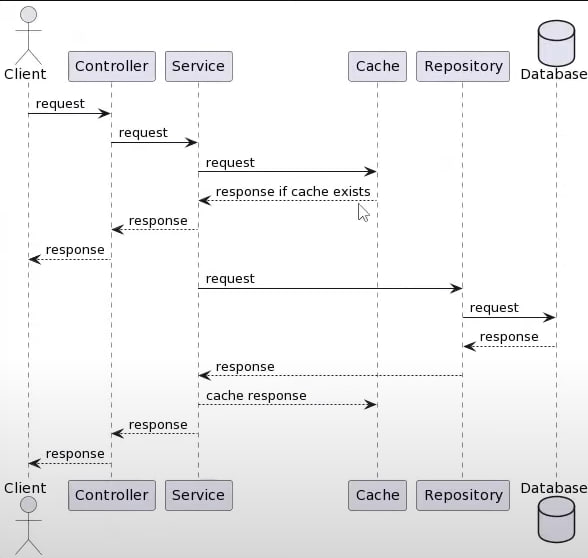 Client
Controller
Service
Cache
Repository
Database
request
request
request
response if cache exists
response
response
request
request
response
response
cache response
response
response
Client
Controller
Service
Cache
Repository
Database